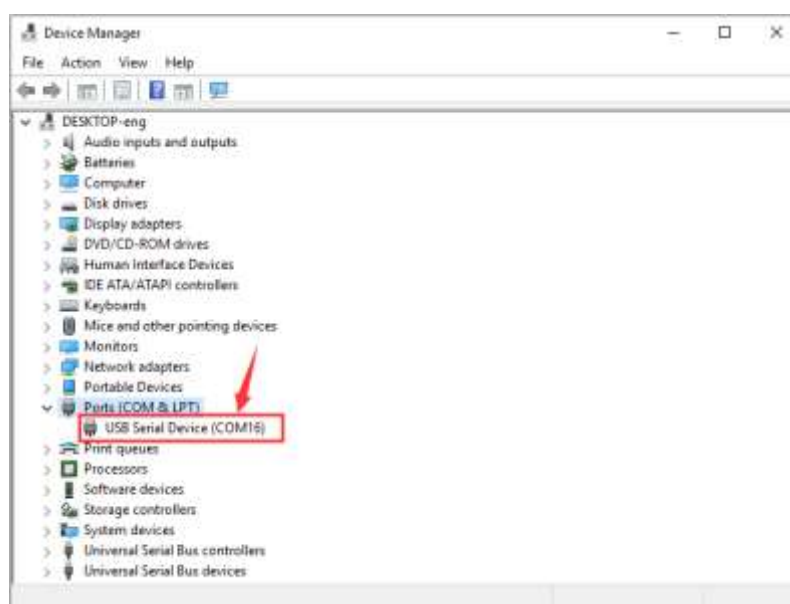 Device Manager
File Action View Help
DESKTOP-eng
Audio inputs and outputs
Batteries
Computer
Disk drives
Display adapters
DVD/CD-ROM drives
Human Interface Devices
IDE ATA/ATAPI controllers
Keyboards
Mice and other pointing devices
Monitors
Network adapters
Portable Devices
Ports (COM & LPT)
USB Serial Device (COM16)
Print queues
Processors
Software devices
Storage controllers
System devices
Universal Serial Bus controllers
Universal Serial Bus devices